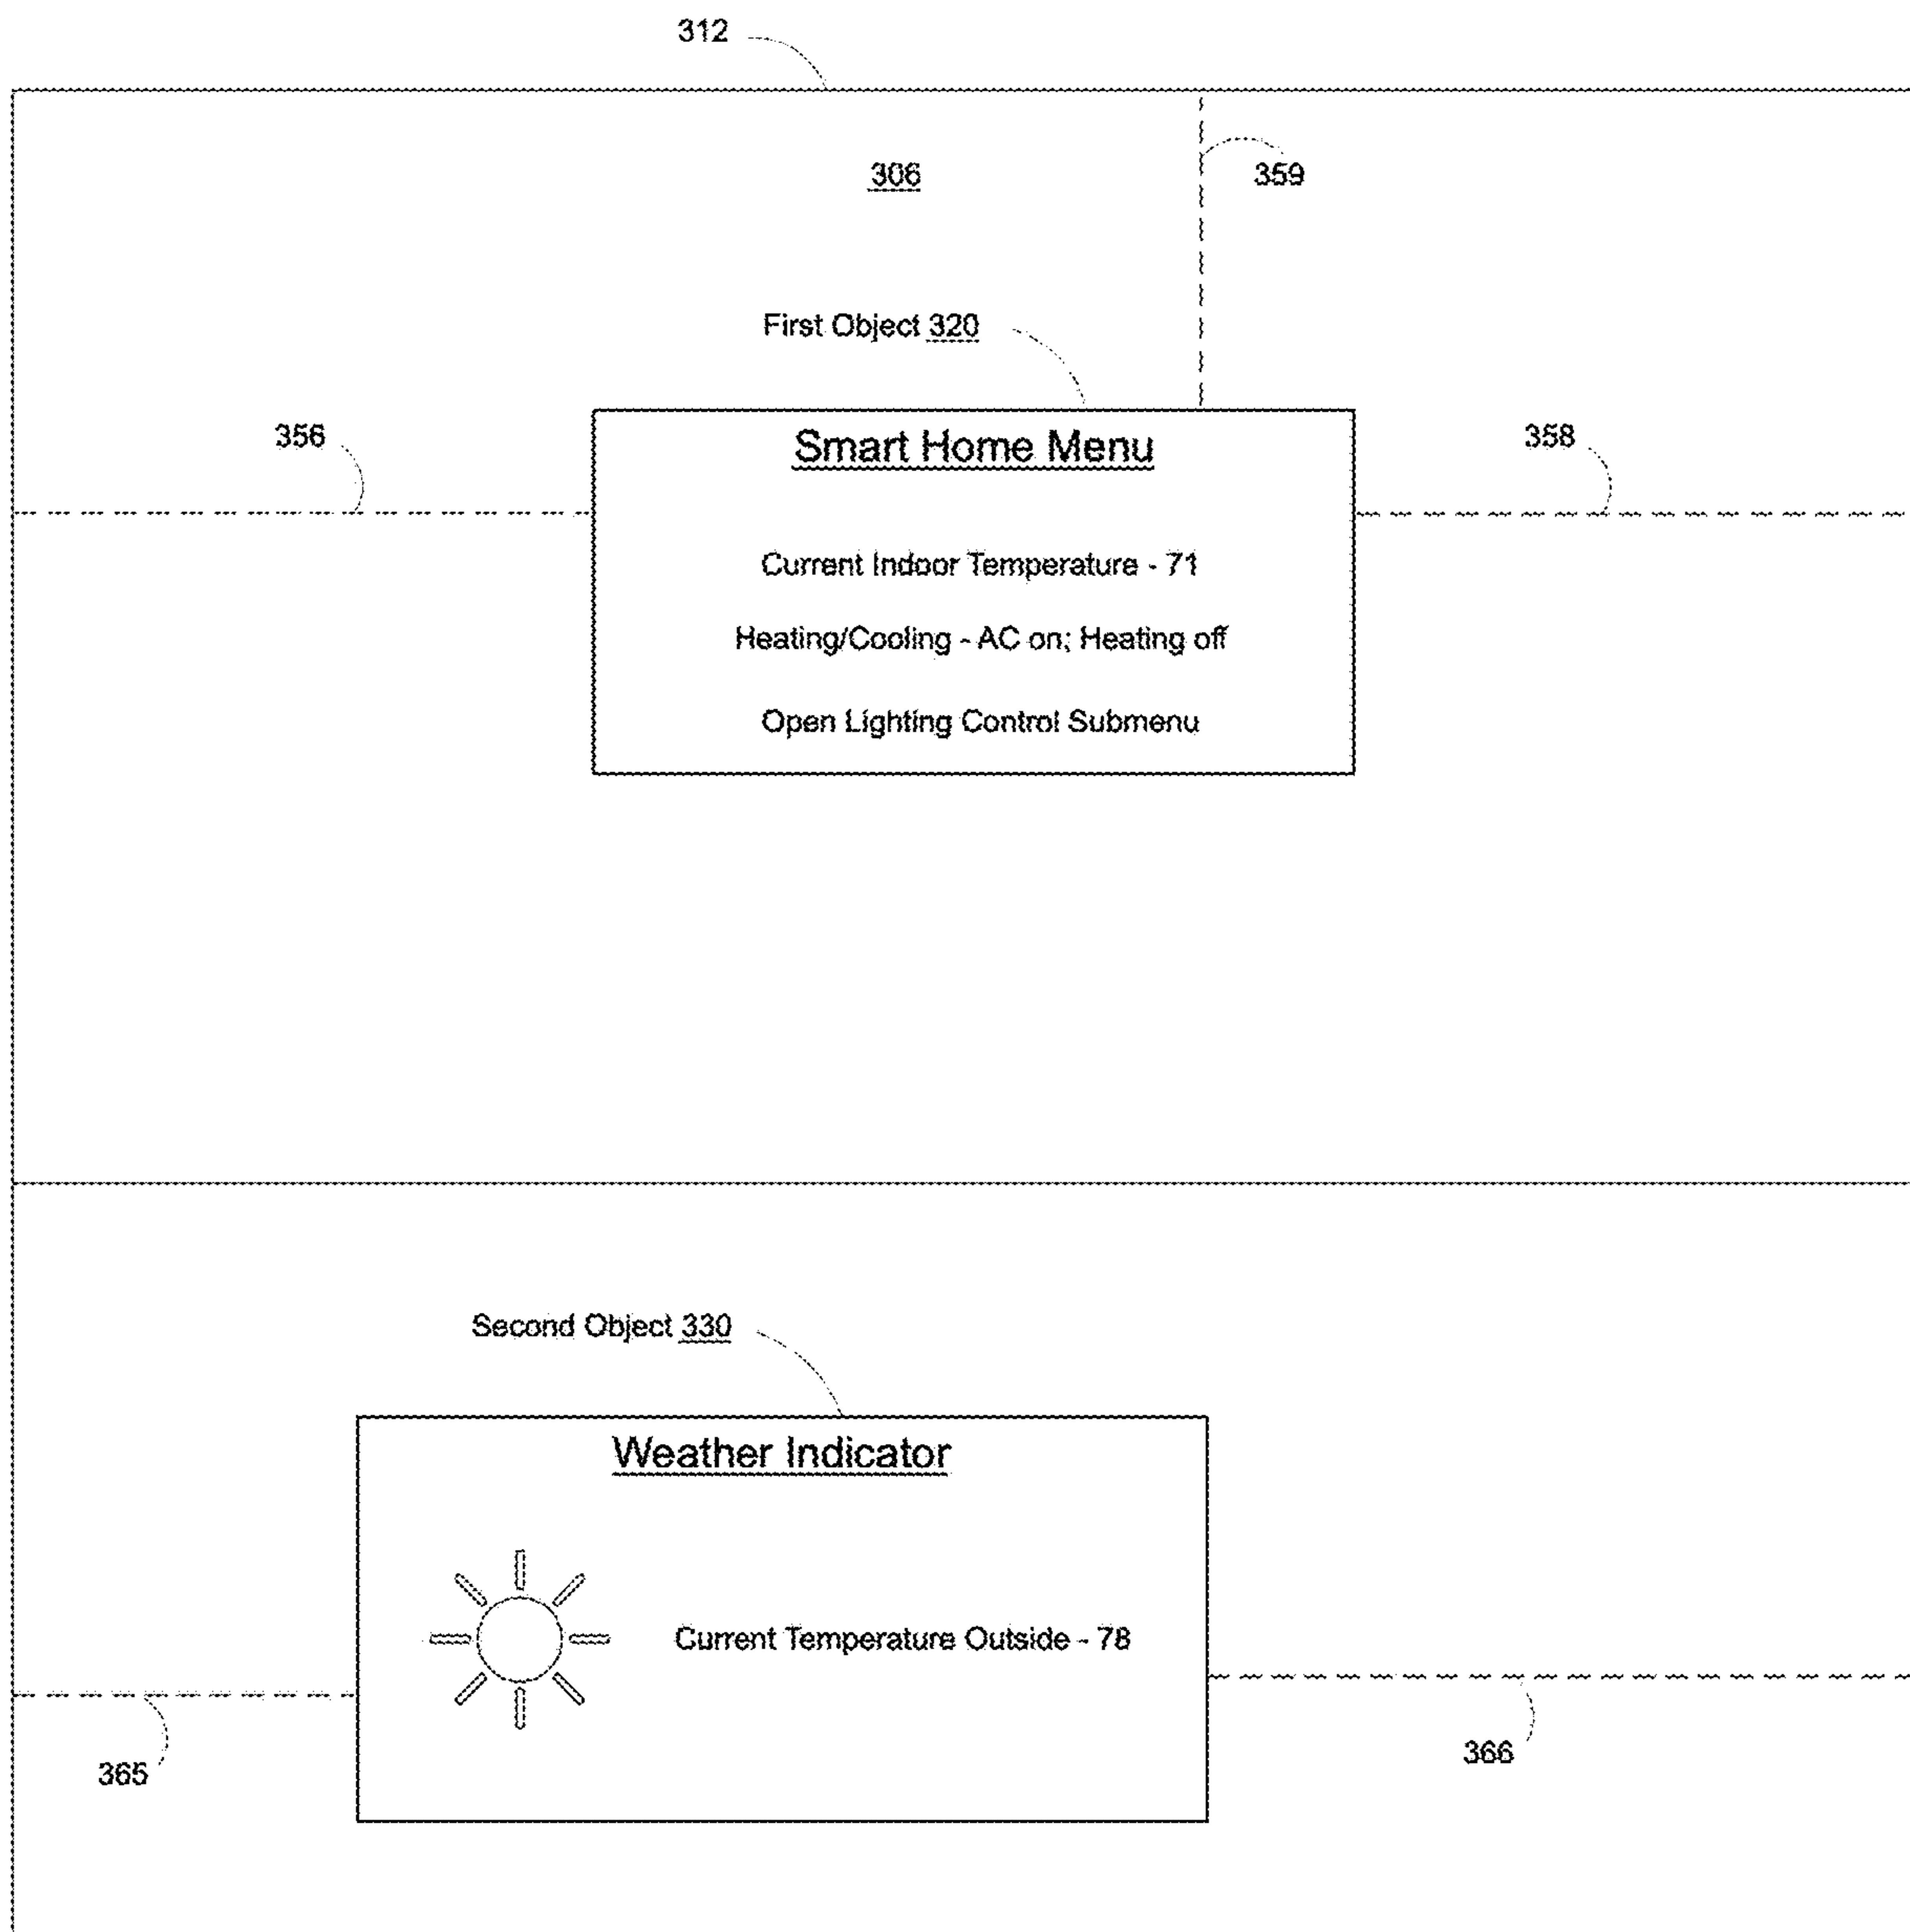 312
306
359
First Object 320
356
358
Smart Home Menu
Current Indoor Temperature - 71
Heating/Cooling - AC on; Heating off
Open Lighting Control Submenu
Second Object 330
Weather Indicator
Current Temperature Outside - 78
365
366